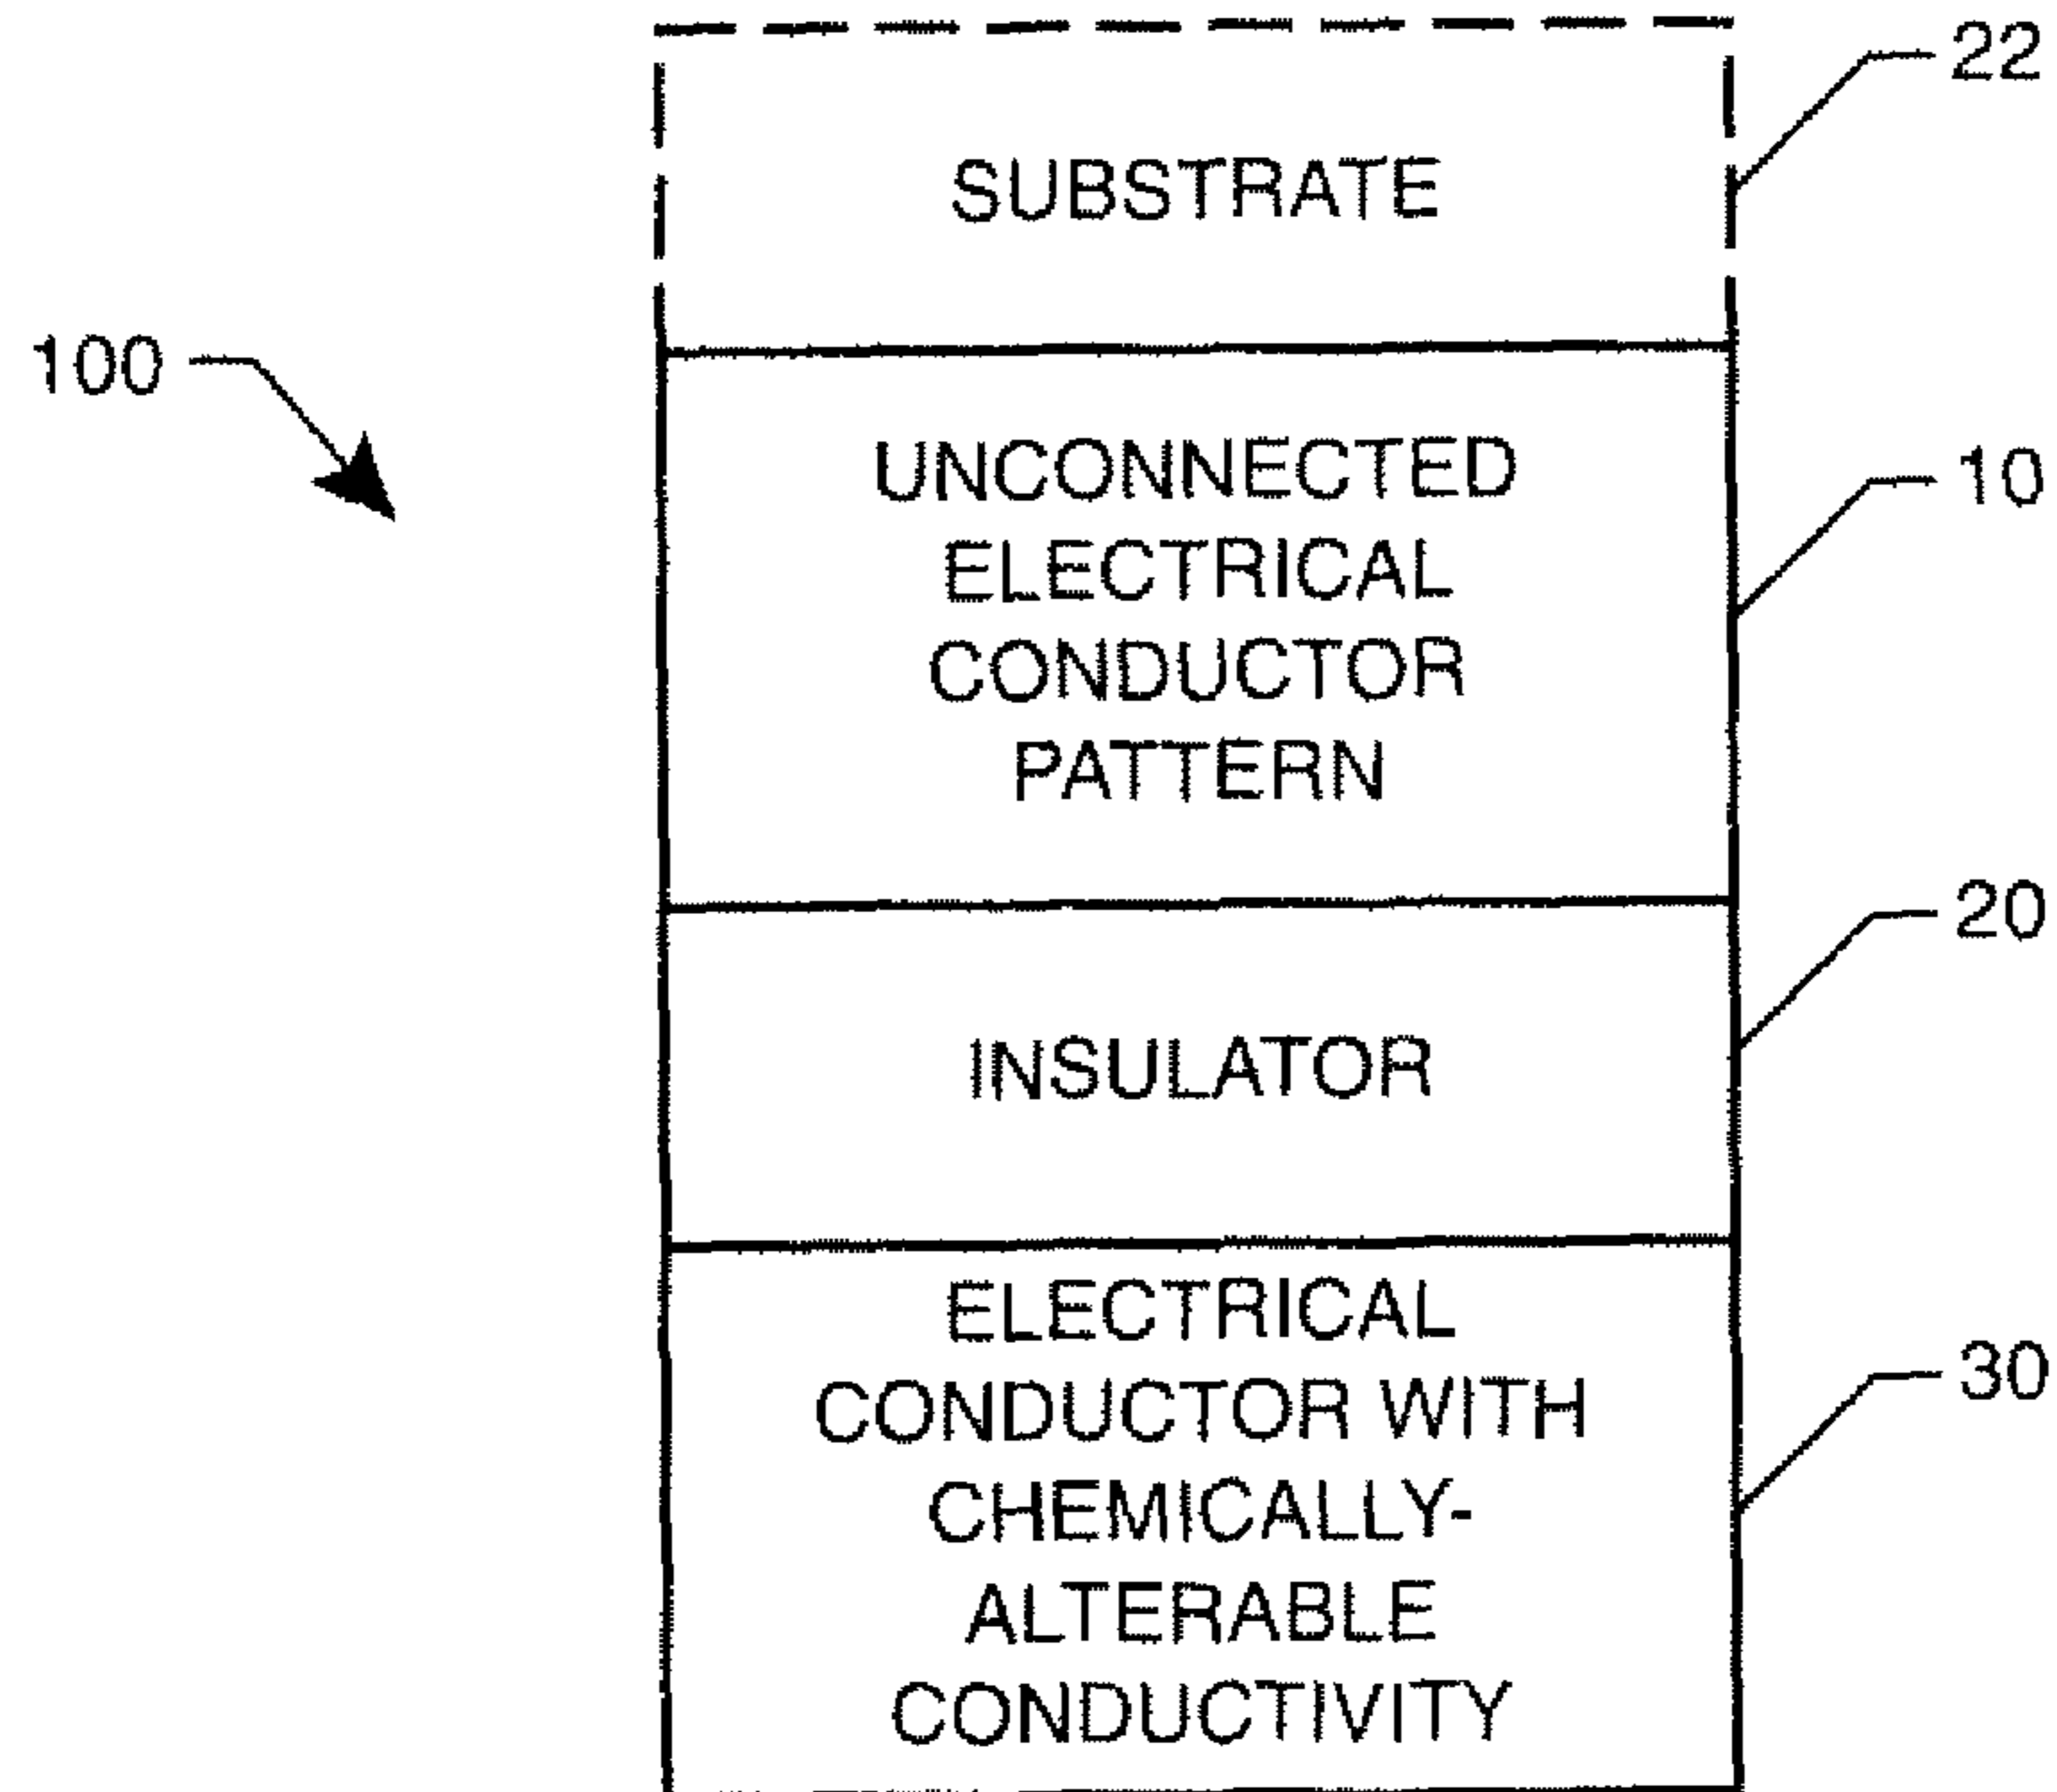 22
SUBSTRATE
100
UNCONNECTED
ELECTRICAL
CONDUCTOR
PATTERN
10
20
INSULATOR
ELECTRICAL
CONDUCTOR WITH
CHEMICALLY-
ALTERABLE
CONDUCTIVITY
30